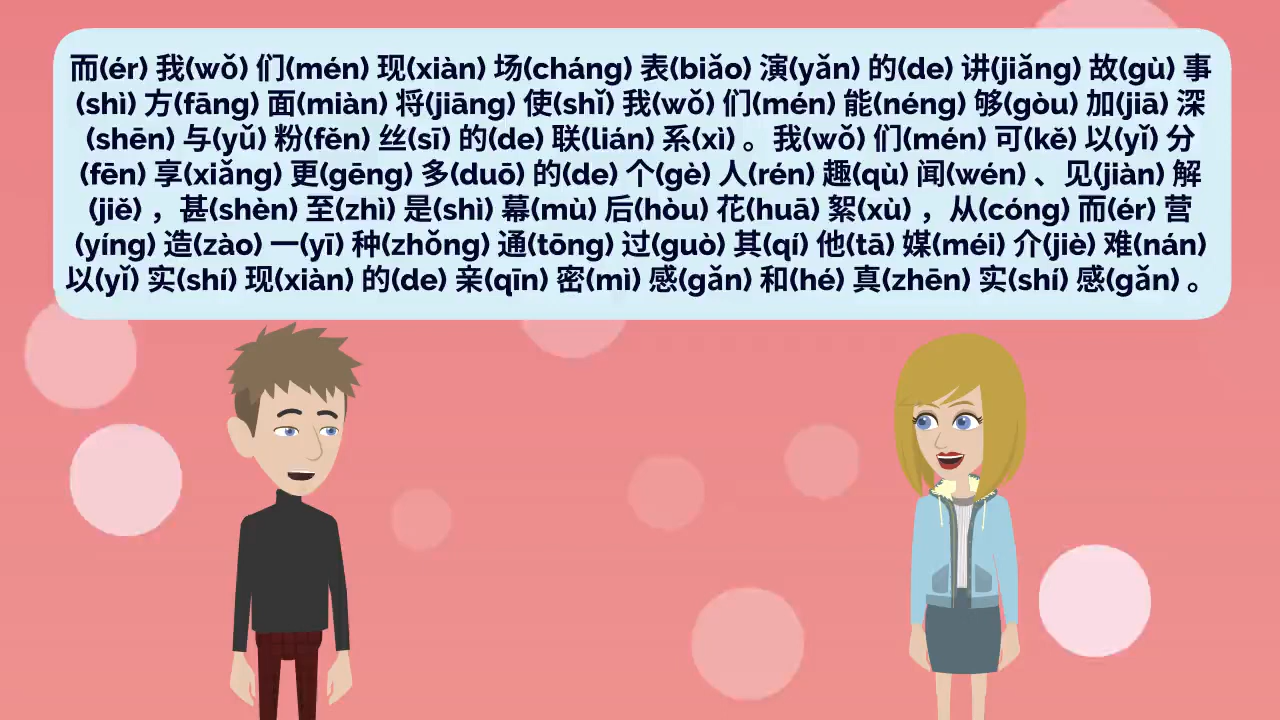 而(ér) 我(wǒ) 们(mén) 现(xiàn) 场(cháng) 表(biǎo) 演(yǎn) 的(de) 讲(jiǎng) 故(gù) 事
(shì) 方(fāng) 面(miàn) 将(jiāng) 使(shǐ) 我(wǒ) 们(mén) 能(néng) 够(gòu) 加(jiā) 深
(shēn) 与(yǔ) 粉(fěn) 丝(sī) 的(de) 联(lián) 系(xì) 。我(wǒ) 们(mén) 可(kě) 以(yǐ) 分
(fēn) 享(xiǎng) 更(gēng) 多(duō) 的(de) 个(gè) 人(rén) 趣(qù) 闻(wén) 、见(jiàn) 解
(jiě) ，甚(shèn) 至(zhì) 是(shì) 幕(mù) 后(hòu) 花(huā) 絮(xù) ，从(cóng) 而(ér) 营
(yíng) 造(zào) 一(yī) 种(zhǒng) 通(tōng) 过(guò) 其(qí) 他(tā) 媒(méi) 介(jiè) 难(nán)
以(yǐ) 实(shí) 现(xiàn) 的(de) 亲(qīn) 密(mì) 感(gǎn) 和(hé) 真(zhēn) 实(shí) 感(gǎn) 。